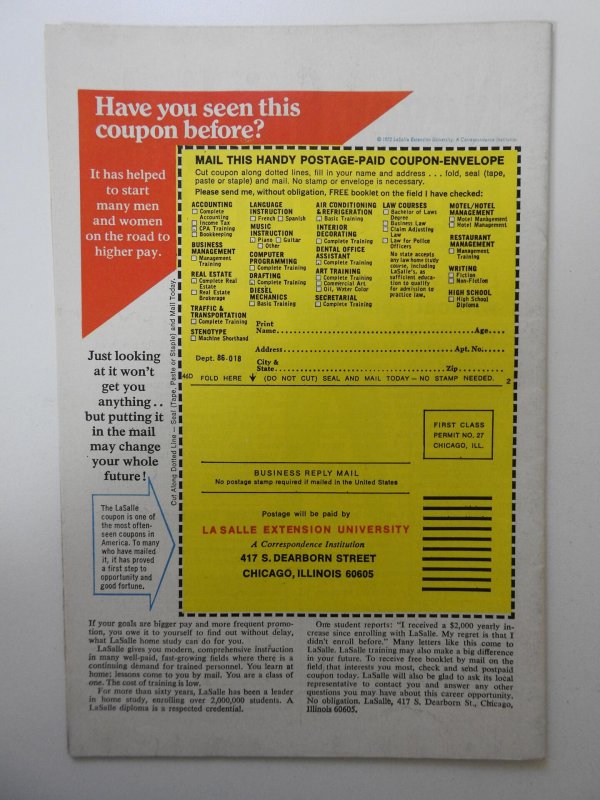 Have you seen this
coupon before?
© 1972 LaSalle Extension University, A Correspondence Institution
It has helped
to start
many men
and women
on the road to
higher pay.
Just looking
at it won't
get you
anything . .
but putting it
in the mail
may change
your whole
future!
The LaSalle
coupon is one of
the most often-
seen coupons in
America. To many
who have mailed
it, it has proved
a first step to
opportunity and
good fortune.
Cut Along Dotted Line — Seal (Tape, Paste or Staple) and Mail Today.
MAIL THIS HANDY POSTAGE-PAID COUPON-ENVELOPE
Cut coupon along dotted lines, fill in your name and address . . . fold, seal (tape,
paste or staple) and mail. No stamp or envelope is necessary.
Please send me, without obligation, FREE booklet on the field I have checked:
ACCOUNTING
Complete
Accounting
Income Tax
CPA Training
Bookkeeping
BUSINESS
MANAGEMENT
Management
Training
REAL ESTATE
Complete Real
Estate
Real Estate
Brokerage
TRAFFIC &
TRANSPORTATION
Complete Training
STENOTYPE
Machine Shorthand
LANGUAGE
INSTRUCTION
French Spanish
MUSIC
INSTRUCTION
Piano Guitar
Other
COMPUTER
PROGRAMMING
Complete Training
DRAFTING
Complete Training
DIESEL
MECHANICS
Basic Training
AIR CONDITIONING
& REFRIGERATION
Basic Training
INTERIOR
DECORATING
Complete Training
DENTAL OFFICE
ASSISTANT
Complete Training
ART TRAINING
Complete Training
Commercial Art
Oil, Water Color
SECRETARIAL
Complete Training
LAW COURSES
Bachelor of Laws
Degree
Business Law
Claim Adjusting
Law
Law for Police
Officers
No state accepts
any law home study
course, including
LaSalle's, as
sufficient educa-
tion to qualify
for admission to
practice law.
MOTEL/HOTEL
MANAGEMENT
Motel Management
Hotel Management
RESTAURANT
MANAGEMENT
Management
Training
WRITING
Fiction
Non-Fiction
HIGH SCHOOL
High School
Diploma
Print
Name Age
Address Apt. No.
Dept. 86-018
City &
State Zip
46D FOLD HERE (DO NOT CUT) SEAL AND MAIL TODAY — NO STAMP NEEDED. 2
FIRST CLASS
PERMIT NO. 27
CHICAGO, ILL.
BUSINESS REPLY MAIL
No postage stamp required if mailed in the United States
Postage will be paid by
LA SALLE EXTENSION UNIVERSITY
A Correspondence Institution
417 S. DEARBORN STREET
CHICAGO, ILLINOIS 60605
If your goals are bigger pay and more frequent promo-
tion, you owe it to yourself to find out without delay,
what LaSalle home study can do for you.
LaSalle gives you modern, comprehensive instruction
in many well-paid, fast-growing fields where there is a
continuing demand for trained personnel. You learn at
home; lessons come to you by mail. You are a class of
one. The cost of training is low.
For more than sixty years, LaSalle has been a leader
in home study, enrolling over 2,000,000 students. A
LaSalle diploma is a respected credential.
One student reports: "I received a $2,000 yearly in-
crease since enrolling with LaSalle. My regret is that I
didn't enroll before." Many letters like this come to
LaSalle. LaSalle training may also make a big difference
in your future. To receive free booklet by mail on the
field that interests you most, check and send postpaid
coupon today. LaSalle will also be glad to ask its local
representative to contact you and answer any other
questions you may have about this career opportunity.
No obligation. LaSalle, 417 S. Dearborn St., Chicago,
Illinois 60605.